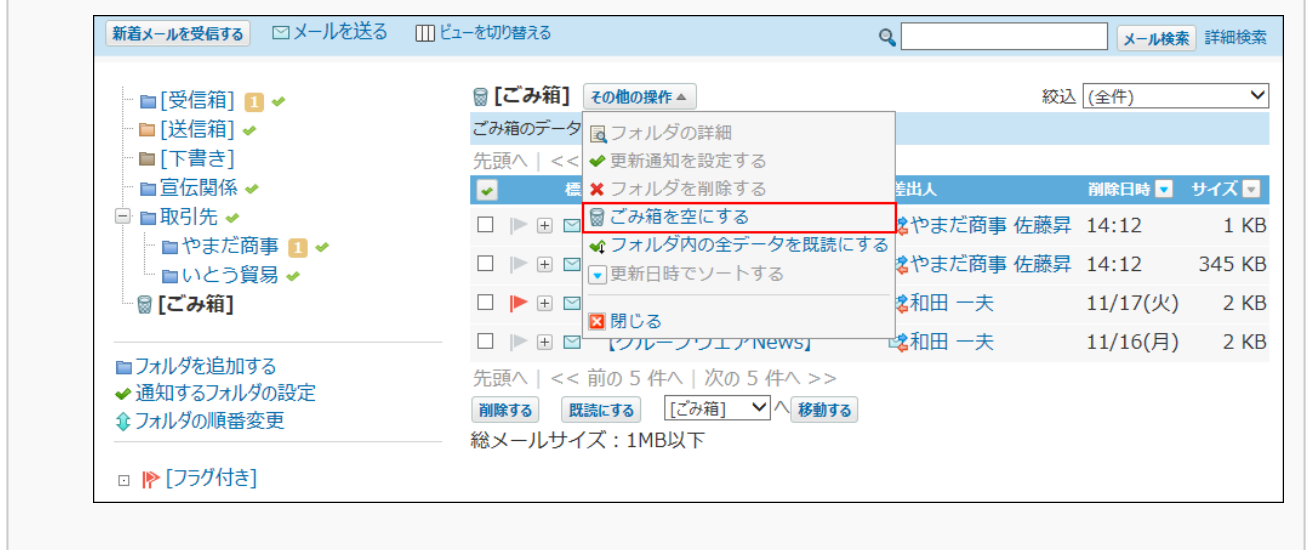 新着メールを受信する メールを送る ビューを切り替える メール検索 詳細検索
[受信箱] 1
[送信箱]
[下書き]
宣伝関係
取引先
やまだ商事 1
いとう貿易
[ごみ箱]
フォルダを追加する
通知するフォルダの設定
フォルダの順番変更
[フラグ付き]
[ごみ箱] その他の操作 絞込 (全件)
ごみ箱のデータ
先頭へ | <<
フォルダの詳細
更新通知を設定する
フォルダを削除する
ごみ箱を空にする
フォルダ内の全データを既読にする
更新日時でソートする
閉じる
標 差出人 削除日時 サイズ
やまだ商事 佐藤昇 14:12 1 KB
やまだ商事 佐藤昇 14:12 345 KB
和田 一夫 11/17(火) 2 KB
【グループウェアNews】 和田 一夫 11/16(月) 2 KB
先頭へ | << 前の 5 件へ | 次の 5 件へ >>
削除する 既読にする [ごみ箱] へ 移動する
総メールサイズ：1MB以下